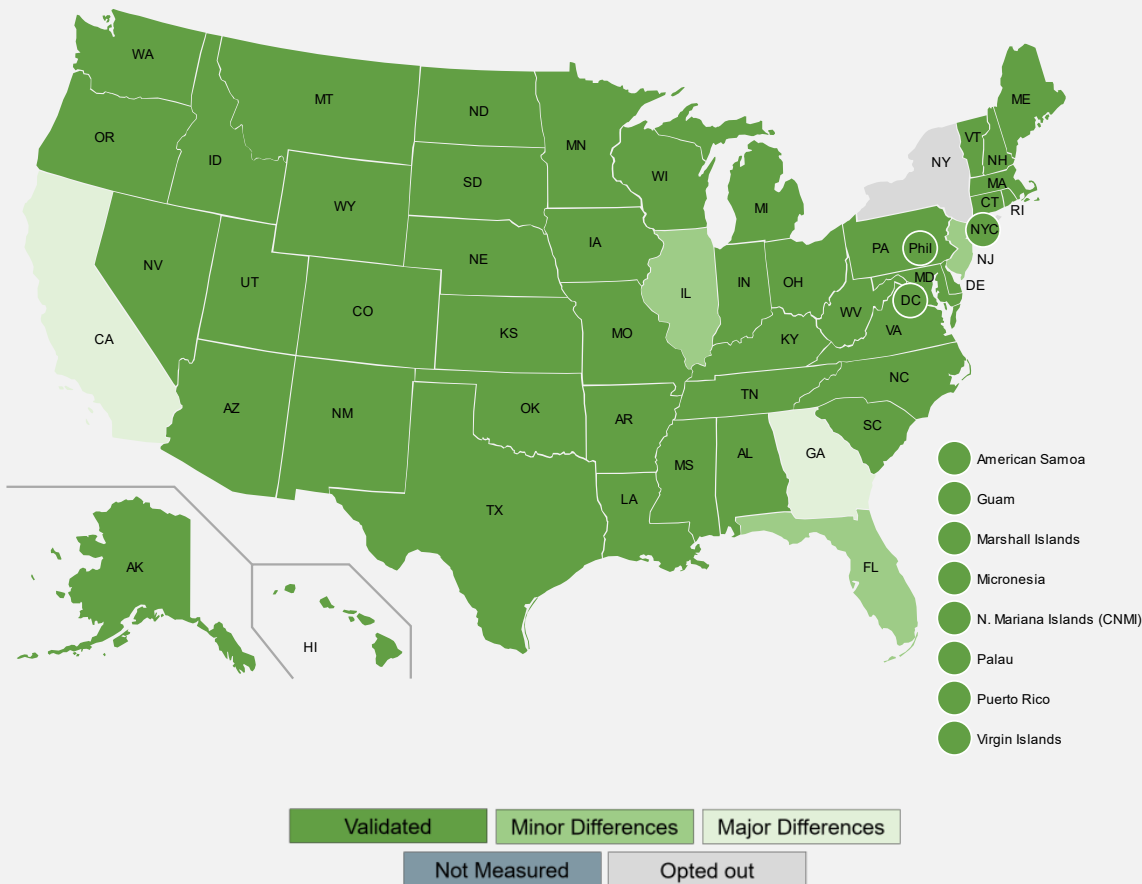 WA
MT
ND
MN
ME
OR
ID
SD
WI
MI
NY
VT
NH
MA
CT
RI
NYC
WY
IA
NE
PA
Phil
NJ
NV
UT
CO
IL
IN
OH
MD
DE
DC
WV
VA
CA
KS
MO
KY
NC
AZ
NM
OK
AR
TN
SC
MS
AL
GA
TX
LA
FL
AK
HI
American Samoa
Guam
Marshall Islands
Micronesia
N. Mariana Islands (CNMI)
Palau
Puerto Rico
Virgin Islands
Validated
Minor Differences
Major Differences
Not Measured
Opted out